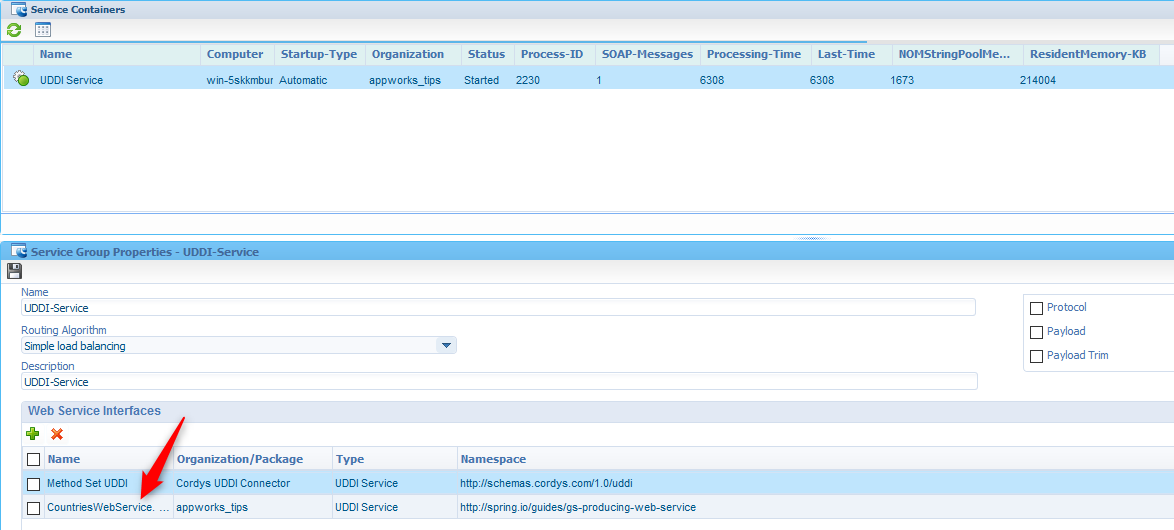 Service Containers
Name Computer Startup-Type Organization Status Process-ID SOAP-Messages Processing-Time Last-Time NOMStringPoolMe... ResidentMemory-KB
UDDI Service win-5skkmbur Automatic appworks_tips Started 2230 1 6308 6308 1673 214004
Service Group Properties - UDDI-Service
Name
UDDI-Service
Protocol
Routing Algorithm
Simple load balancing
Payload
Payload Trim
Description
UDDI-Service
Web Service Interfaces
Name Organization/Package Type Namespace
Method Set UDDI Cordys UDDI Connector UDDI Service http://schemas.cordys.com/1.0/uddi
CountriesWebService. ... appworks_tips UDDI Service http://spring.io/guides/gs-producing-web-service